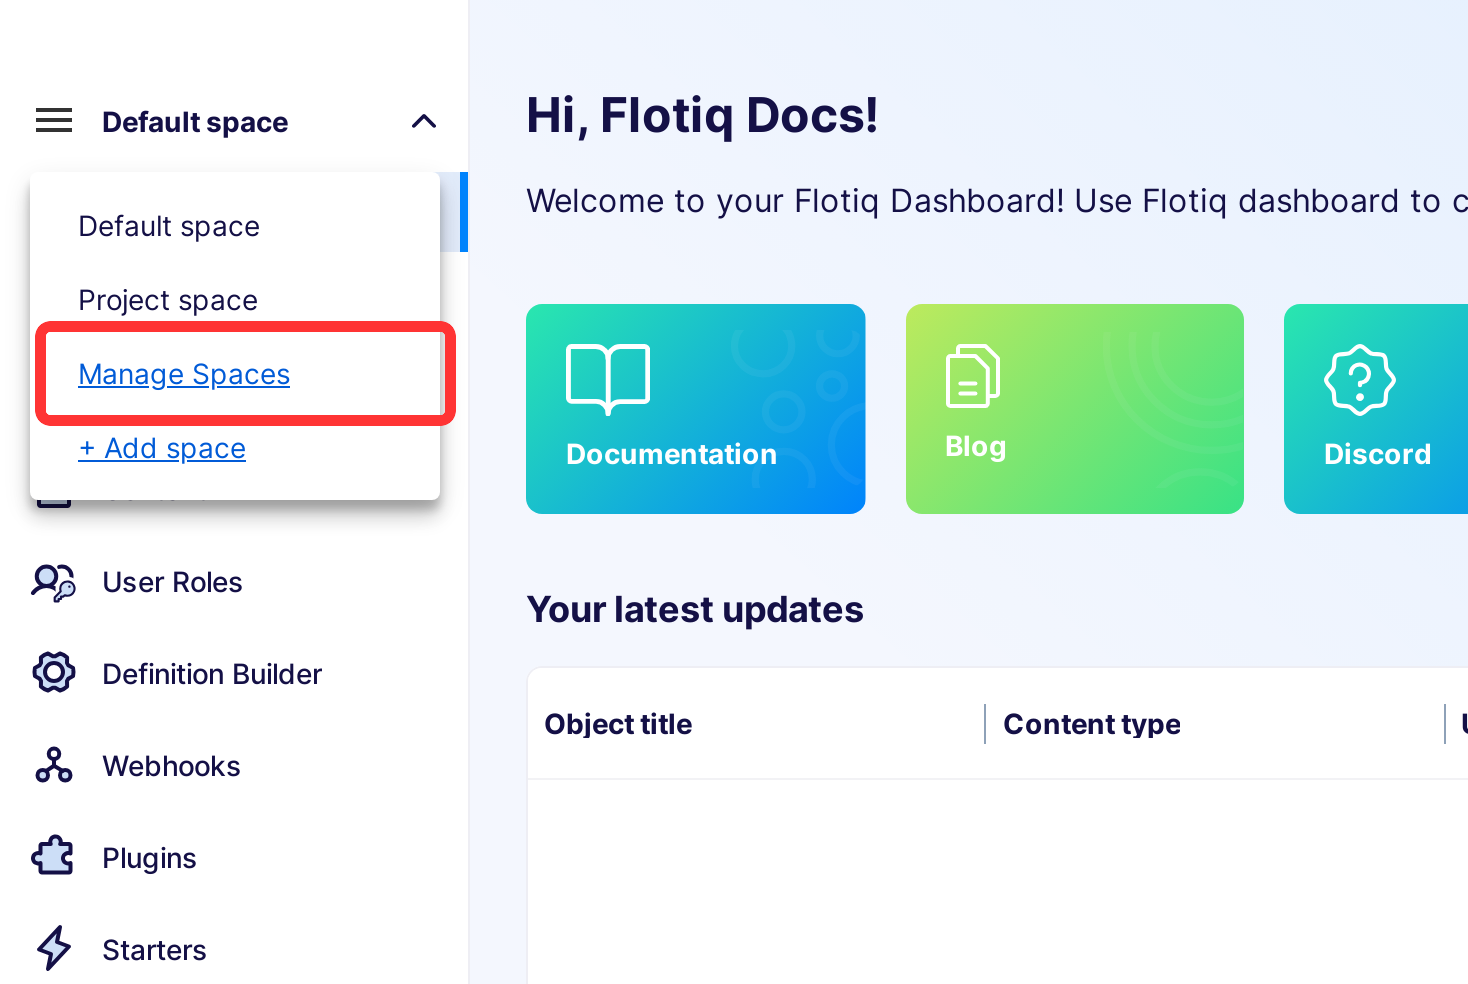 Default space
Default space
Project space
Manage Spaces
+ Add space
User Roles
Definition Builder
Webhooks
Plugins
Starters
Hi, Flotiq Docs!
Welcome to your Flotiq Dashboard! Use Flotiq dashboard to
Documentation
Blog
Discord
Your latest updates
Object title
Content type